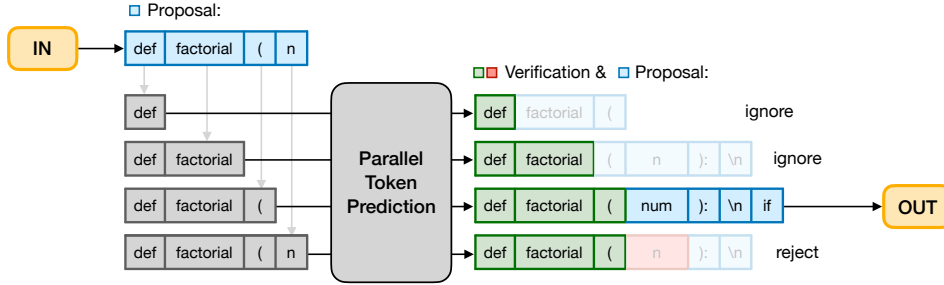 Proposal:
IN
def factorial ( n
Verification & Proposal:
def
def factorial (
ignore
def factorial
def factorial ( n ): \n
ignore
Parallel
Token
Prediction
def factorial (
def factorial ( num ): \n if
OUT
def factorial ( n
def factorial ( n ): \n
reject